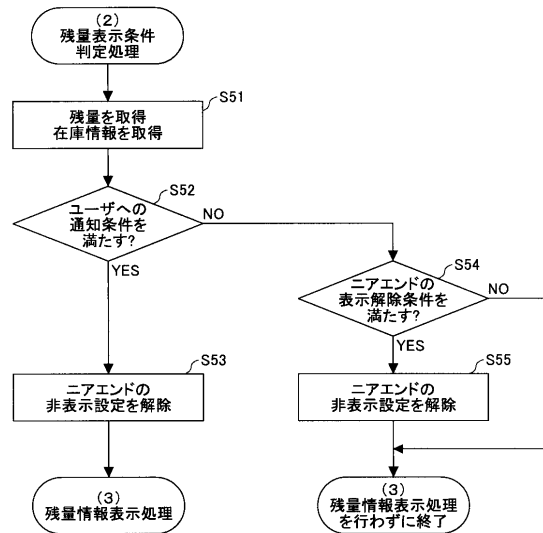 (2)
残量表示条件
判定処理
S51
残量を取得
在庫情報を取得
S52
ユーザへの
通知条件を
満たす?
NO
YES
S54
ニアエンドの
表示解除条件を
満たす?
NO
YES
S53
ニアエンドの
非表示設定を解除
S55
ニアエンドの
非表示設定を解除
(3)
残量情報表示処理
(3)
残量情報表示処理
を行わずに終了